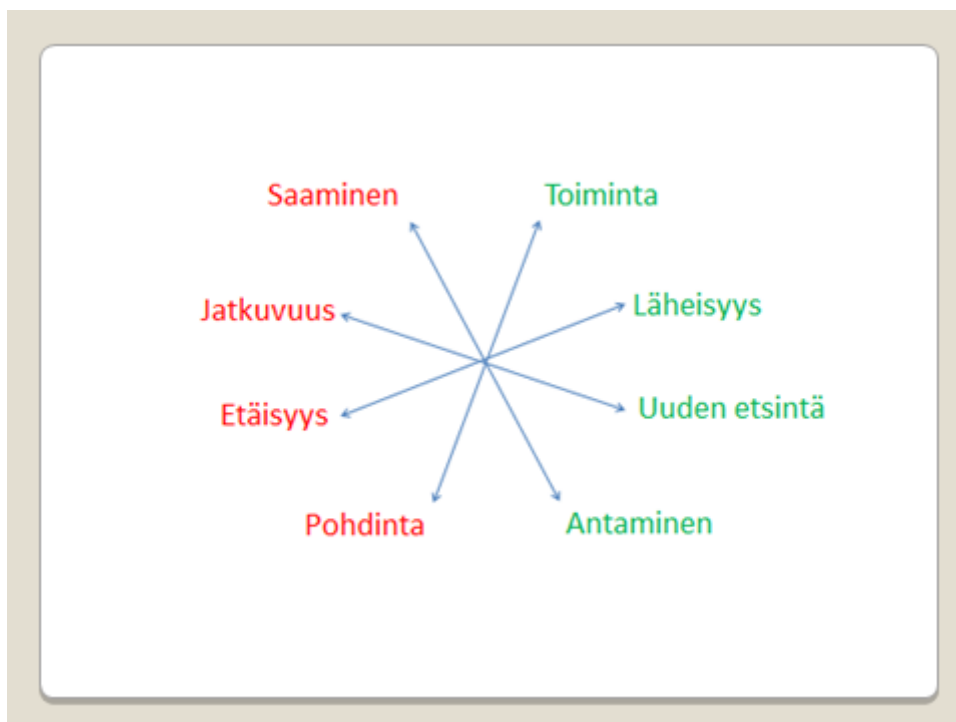 Saaminen
Toiminta
Jatkuvuus
Läheisyys
Etäisyys
Uuden etsintä
Pohdinta
Antaminen